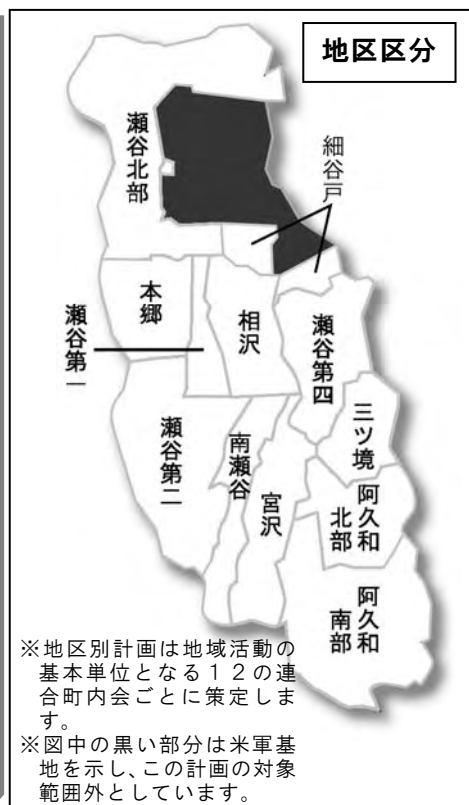 地区区分
瀬谷北部
細谷戸
本郷
瀬谷第一
相沢
瀬谷第四
三ツ境
瀬谷第二
南瀬谷
宮沢
阿久和
北部
阿久和
南部
※地区別計画は地域活動の
基本単位となる１２の連
合町内会ごとに策定しま
す。
※図中の黒い部分は米軍基
地を示し、この計画の対象
範囲外としています。